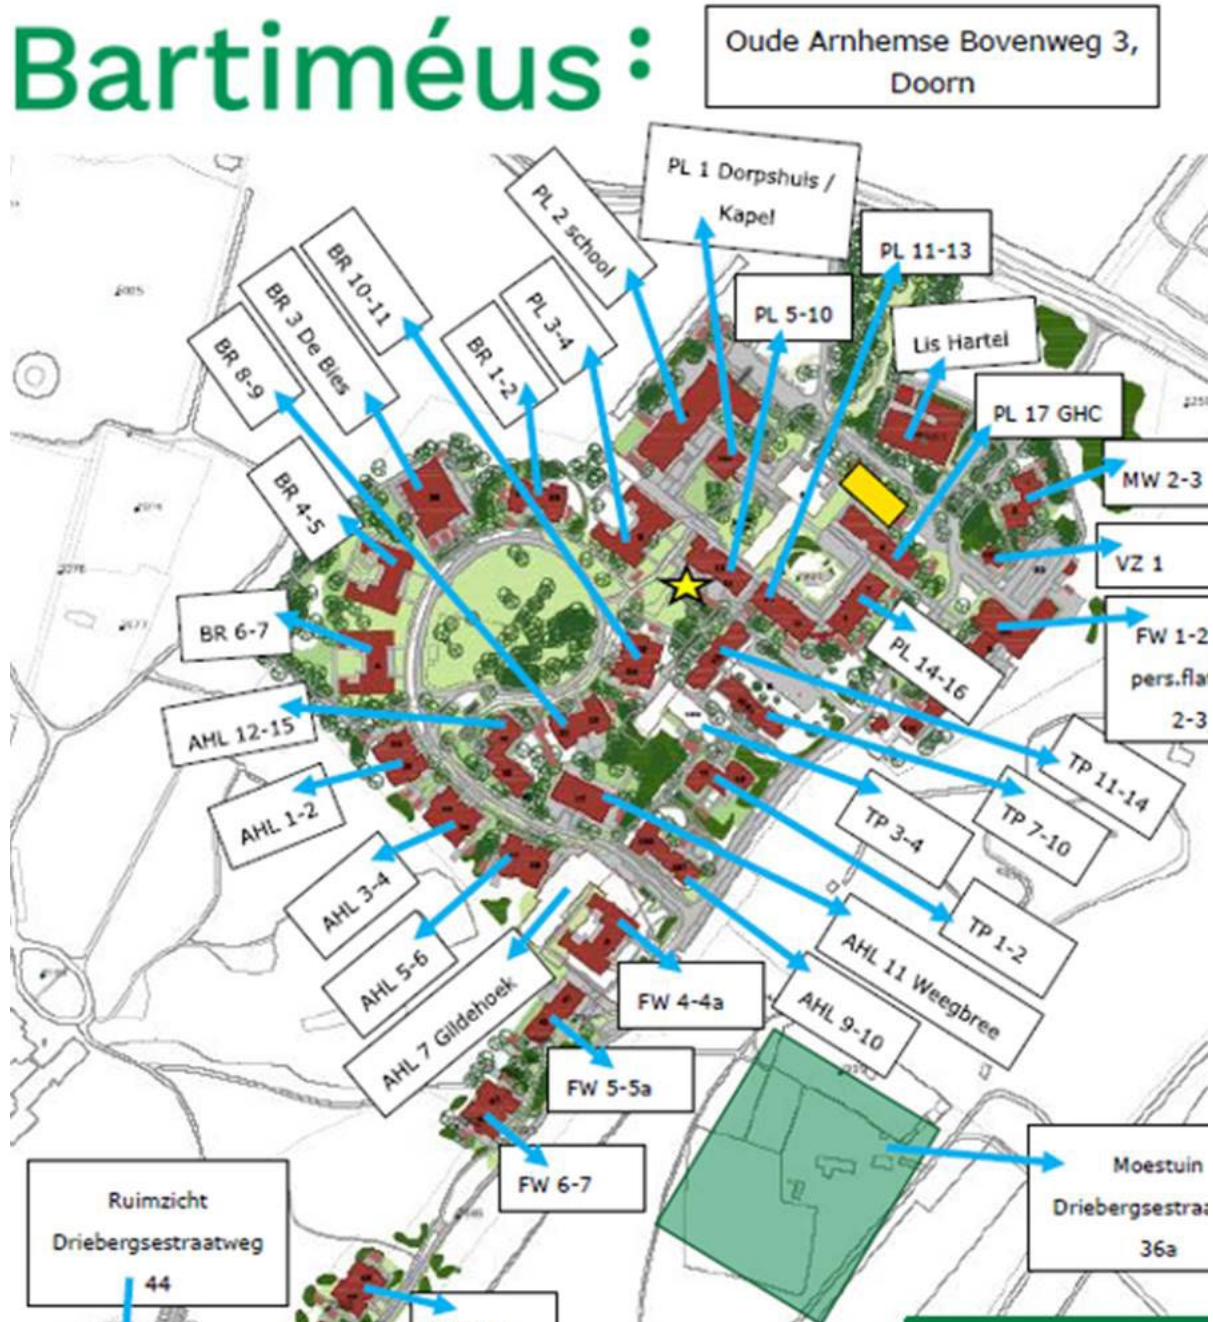 Bartiméus:
Oude Arnhemse Bovenweg 3,
Doorn
PL 1 Dorpshuis /
Kapel
PL 2 school
PL 11-13
BR 10-11
PL 3-4
PL 5-10
BR 3 De Bies
BR 1-2
Lis Hartel
BR 8-9
PL 17 GHC
MW 2-3
BR 4-5
VZ 1
BR 6-7
FW 1-2
pers.flat
2-3
PL 14-16
AHL 12-15
TP 11-14
AHL 1-2
TP 3-4
TP 7-10
AHL 3-4
TP 1-2
AHL 5-6
AHL 11 Weegbree
AHL 7 Gildehoek
FW 4-4a
AHL 9-10
FW 5-5a
FW 6-7
Moestuin
Driebergsestraa
36a
Ruimzicht
Driebergsestraatweg
44